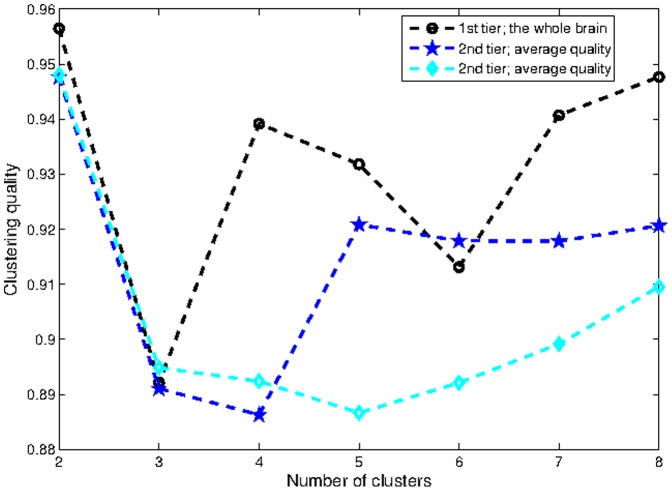 0.96
0.95
0.94
0.93
0.92
0.91
0.9
0.89
0.88
Clustering quality
1st tier; the whole brain
2nd tier; average quality
2nd tier; average quality
2 3 4 5 6 7 8
Number of clusters